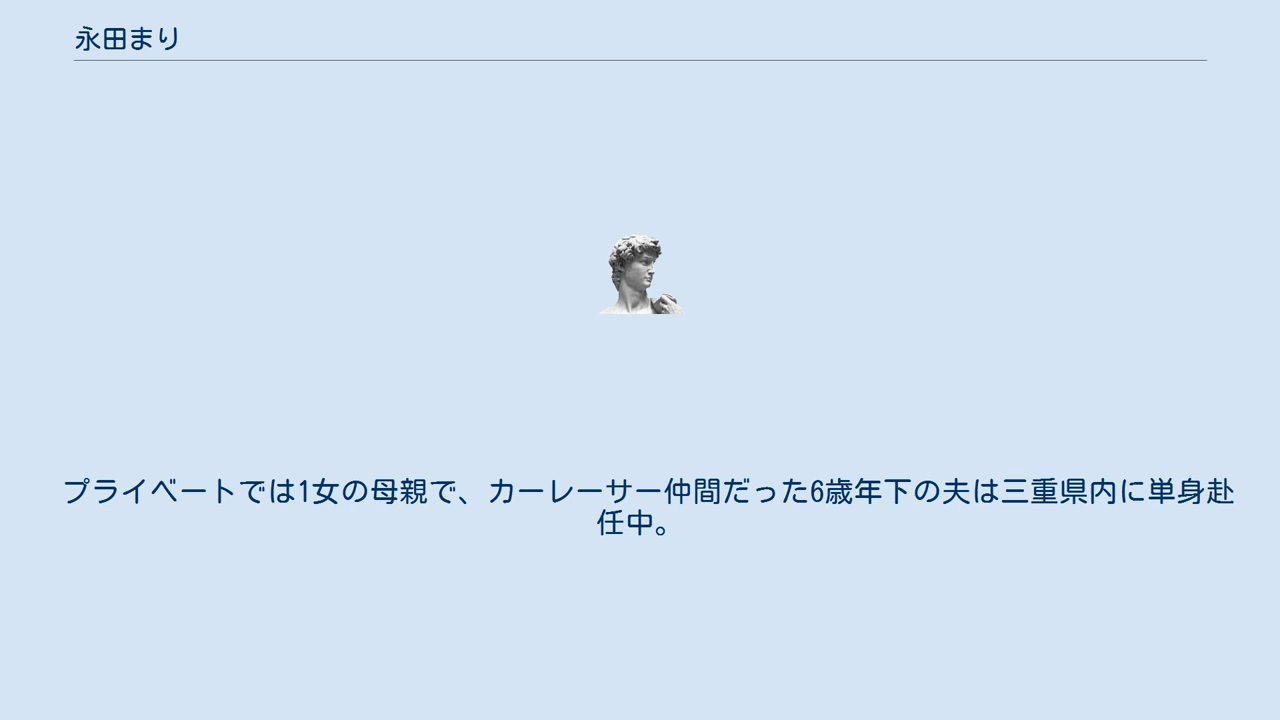 永田まり
プライベートでは1女の母親で、カーレーサー仲間だった6歳年下の夫は三重県内に単身赴
任中。